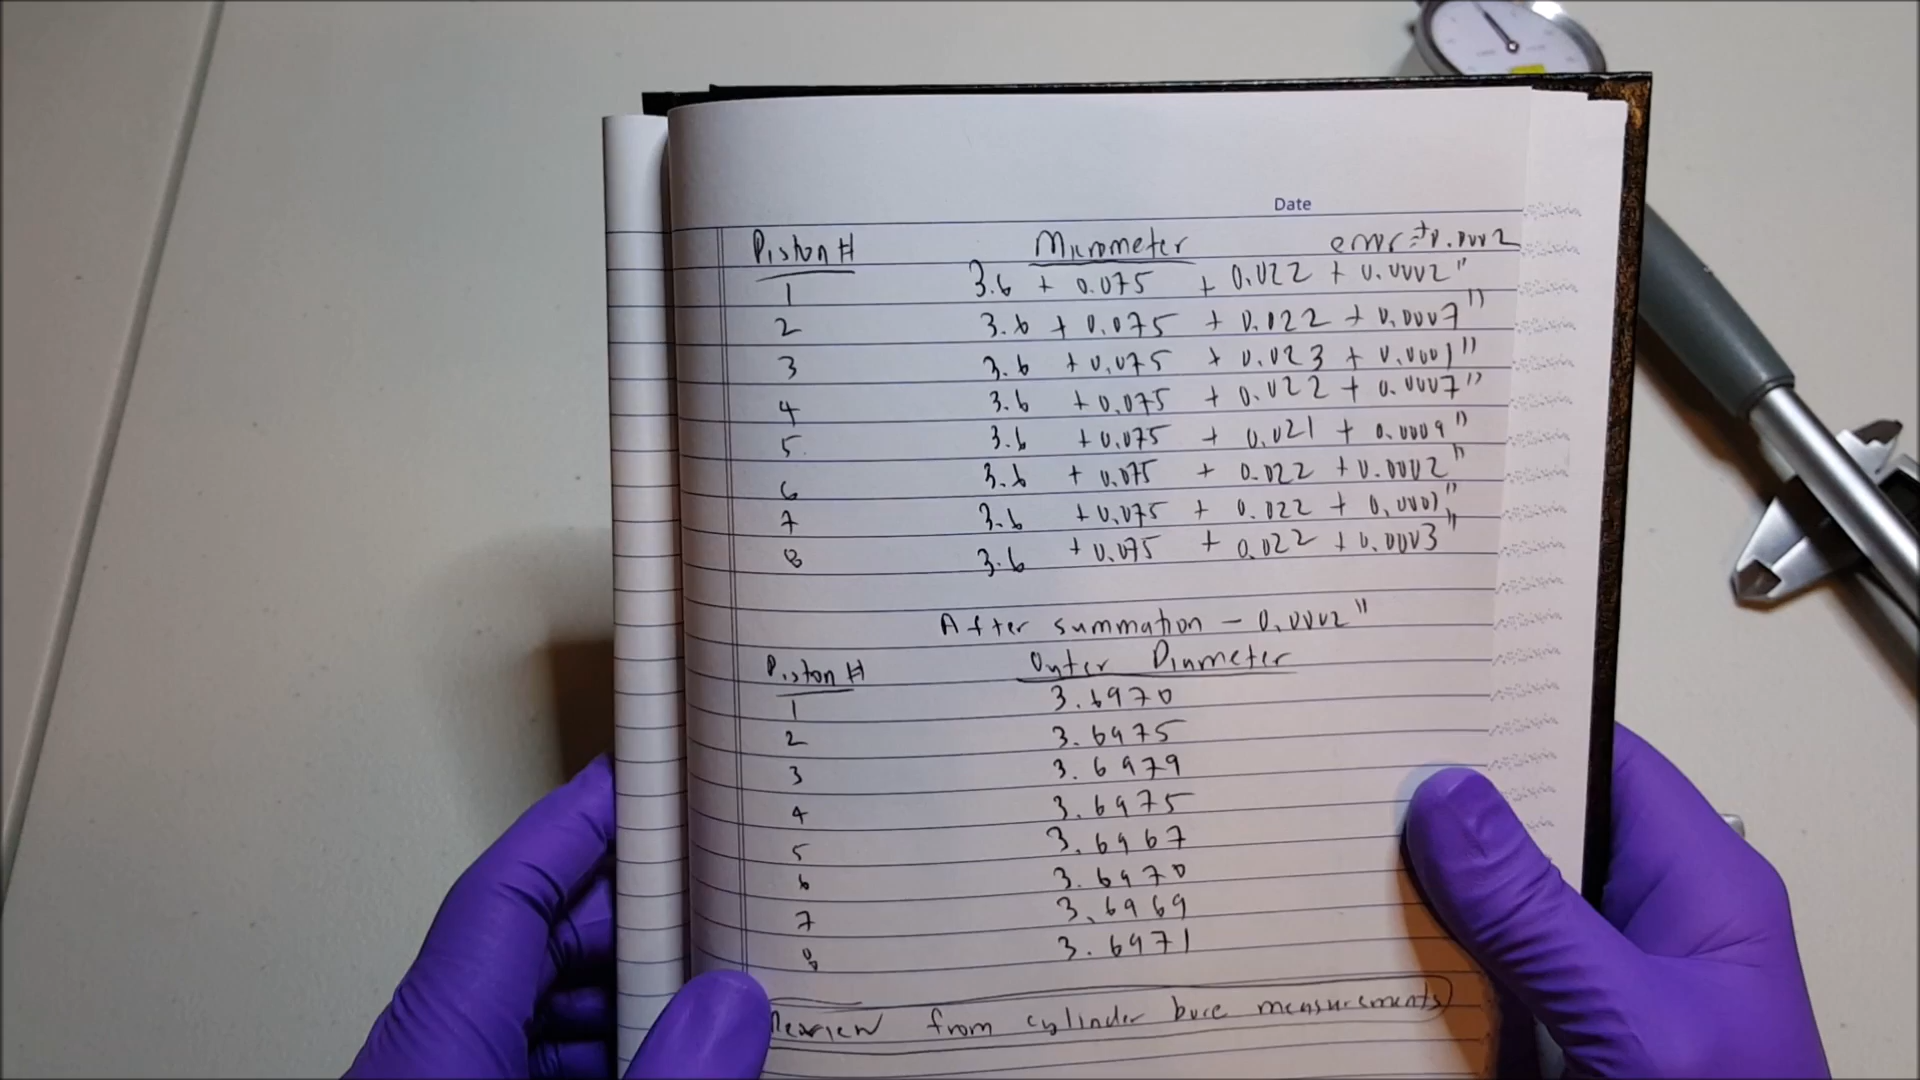 Date
Piston # Micrometer error = +0.0002
1 3.6 + 0.075 + 0.022 + 0.0002"
2 3.6 + 0.075 + 0.022 + 0.0007"
3 3.6 + 0.075 + 0.023 + 0.0001"
4 3.6 + 0.075 + 0.022 + 0.0007"
5 3.6 + 0.075 + 0.021 + 0.0009"
6 3.6 + 0.075 + 0.022 + 0.0002"
7 3.6 + 0.075 + 0.022 + 0.0001"
8 3.6 + 0.075 + 0.022 + 0.0003"
After summation - 0.0002"
Piston # Outer Diameter
1 3.6970
2 3.6975
3 3.6979
4 3.6975
5 3.6967
6 3.6970
7 3.6969
8 3.6971
from cylinder bore measurements